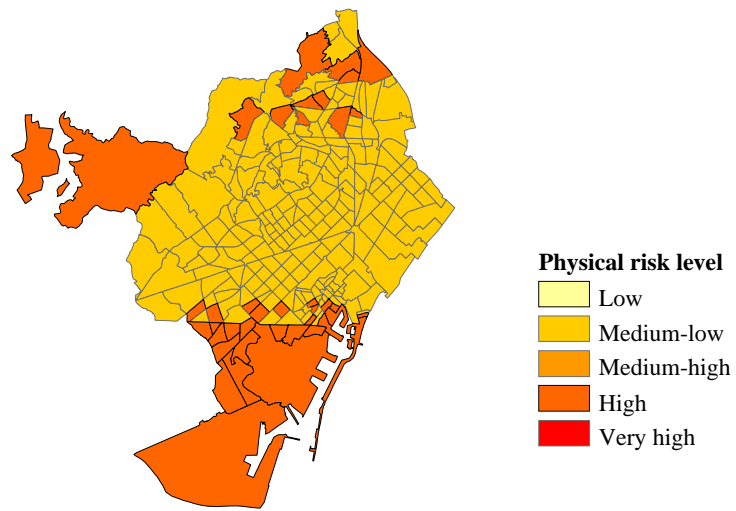 Physical risk level
Low
Medium-low
Medium-high
High
Very high